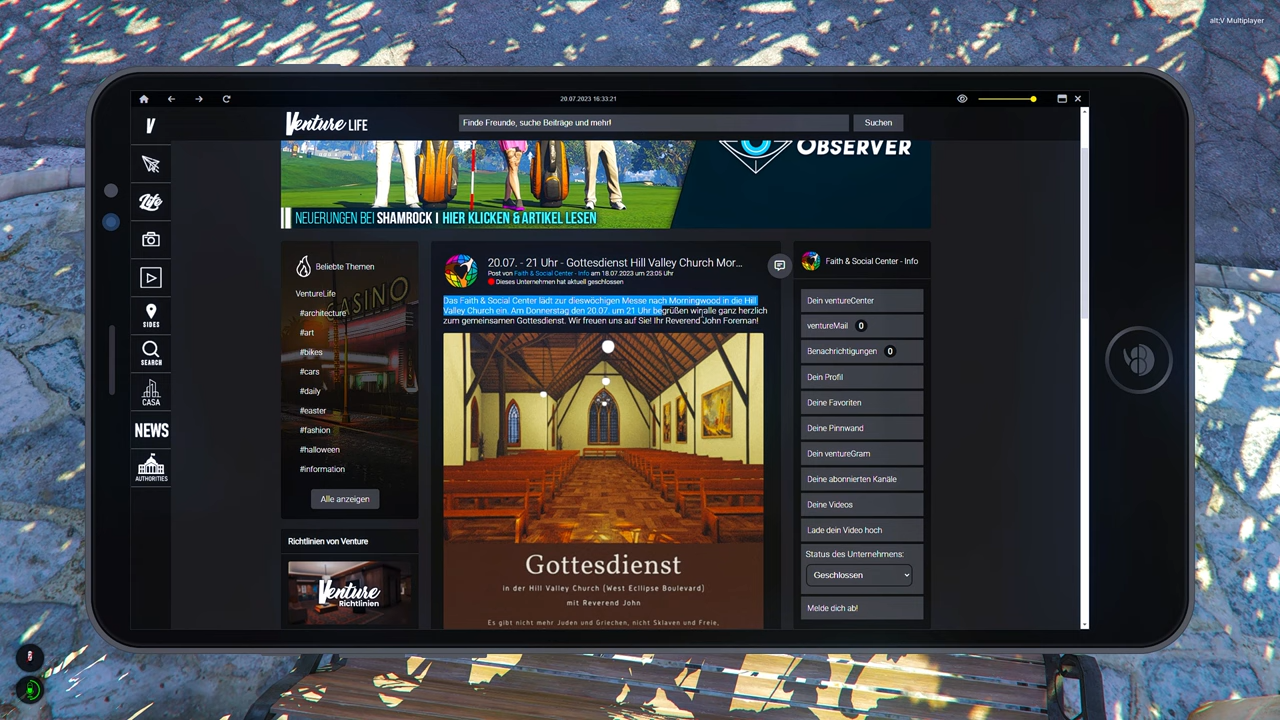 alt:V Multiplayer
20.07.2023 16:33:21
V
Venture LIFE
Finde Freunde, suche Beiträge und mehr!
Suchen
Life
SIDES
SEARCH
CASA
NEWS
AUTHORITIES
OBSERVER
NEUERUNGEN BEI SHAMROCK | HIER KLICKEN & ARTIKEL LESEN
Beliebte Themen
CASINO
VentureLife
#architecture
#art
#bikes
#cars
#daily
#easter
#fashion
#halloween
#information
Alle anzeigen
Richtlinien von Venture
Venture
Richtlinien
20.07. - 21 Uhr - Gottesdienst Hill Valley Church Mor...
Post von Faith & Social Center - Info am 18.07.2023 um 23:05 Uhr
Dieses Unternehmen hat aktuell geschlossen
Das Faith & Social Center lädt zur dieswöchigen Messe nach Morningwood in die Hill
Valley Church ein. Am Donnerstag den 20.07. um 21 Uhr begrüßen wir alle ganz herzlich
zum gemeinsamen Gottesdienst. Wir freuen uns auf Sie! Ihr Reverend John Foreman!
Gottesdienst
in der Hill Valley Church (West Ecllipse Boulevard)
mit Reverend John
Es gibt nicht mehr Juden und Griechen, nicht Sklaven und Freie,
Faith & Social Center - Info
Dein ventureCenter
ventureMail 0
Benachrichtigungen 0
Dein Profil
Deine Favoriten
Deine Pinnwand
Dein ventureGram
Deine abonnierten Kanäle
Deine Videos
Lade dein Video hoch
Status des Unternehmens:
Geschlossen
Melde dich ab!